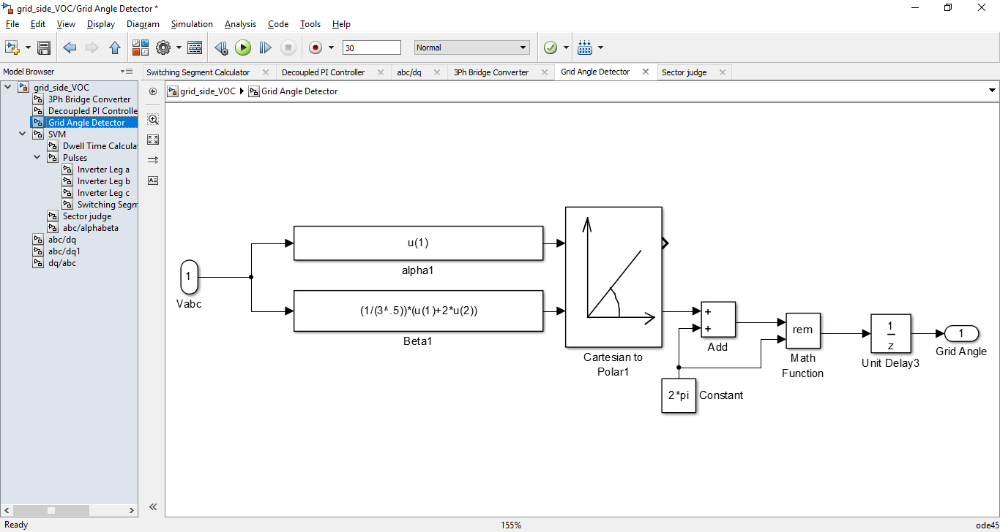 grid_side_VOC/Grid Angle Detector *
File Edit View Display Diagram Simulation Analysis Code Tools Help
30 Normal
Model Browser
Switching Segment Calculator Decoupled PI Controller abc/dq 3Ph Bridge Converter Grid Angle Detector Sector judge
grid_side_VOC Grid Angle Detector
grid_side_VOC
3Ph Bridge Converter
Decoupled PI Controlle
Grid Angle Detector
SVM
Dwell Time Calcula
Pulses
Inverter Leg a
Inverter Leg b
Inverter Leg c
Switching Segm
Sector judge
abc/alphabeta
abc/dq
abc/dq1
dq/abc
1
Vabc
u(1)
alpha1
(1/(3^.5))*(u(1)+2*u(2))
Beta1
Cartesian to
Polar1
+
+
Add
2*pi
Constant
rem
Math
Function
1
z
Unit Delay3
1
Grid Angle
Ready 155% ode45